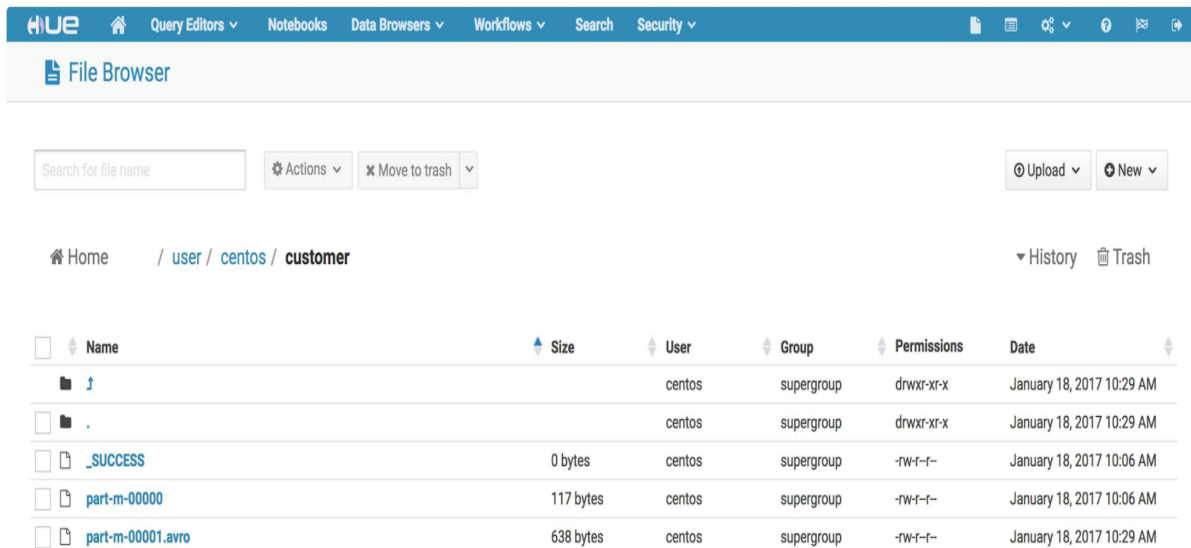 HUE Query Editors Notebooks Data Browsers Workflows Search Security
File Browser
Search for file name Actions Move to trash Upload New
Home / user / centos / customer History Trash
Name Size User Group Permissions Date
centos supergroup drwxr-xr-x January 18, 2017 10:29 AM
. centos supergroup drwxr-xr-x January 18, 2017 10:29 AM
_SUCCESS 0 bytes centos supergroup -rw-r--r-- January 18, 2017 10:06 AM
part-m-00000 117 bytes centos supergroup -rw-r--r-- January 18, 2017 10:06 AM
part-m-00001.avro 638 bytes centos supergroup -rw-r--r-- January 18, 2017 10:29 AM